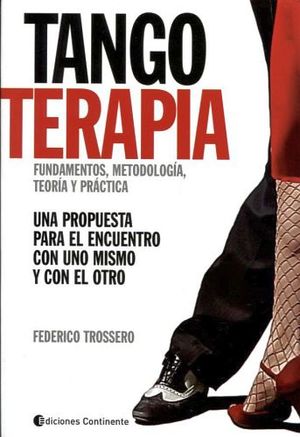 TANGO
TERAPIA
FUNDAMENTOS, METODOLOGÍA,
TEORÍA Y PRÁCTICA
UNA PROPUESTA
PARA EL ENCUENTRO
CON UNO MISMO
Y CON EL OTRO
FEDERICO TROSSERO
Ediciones Continente